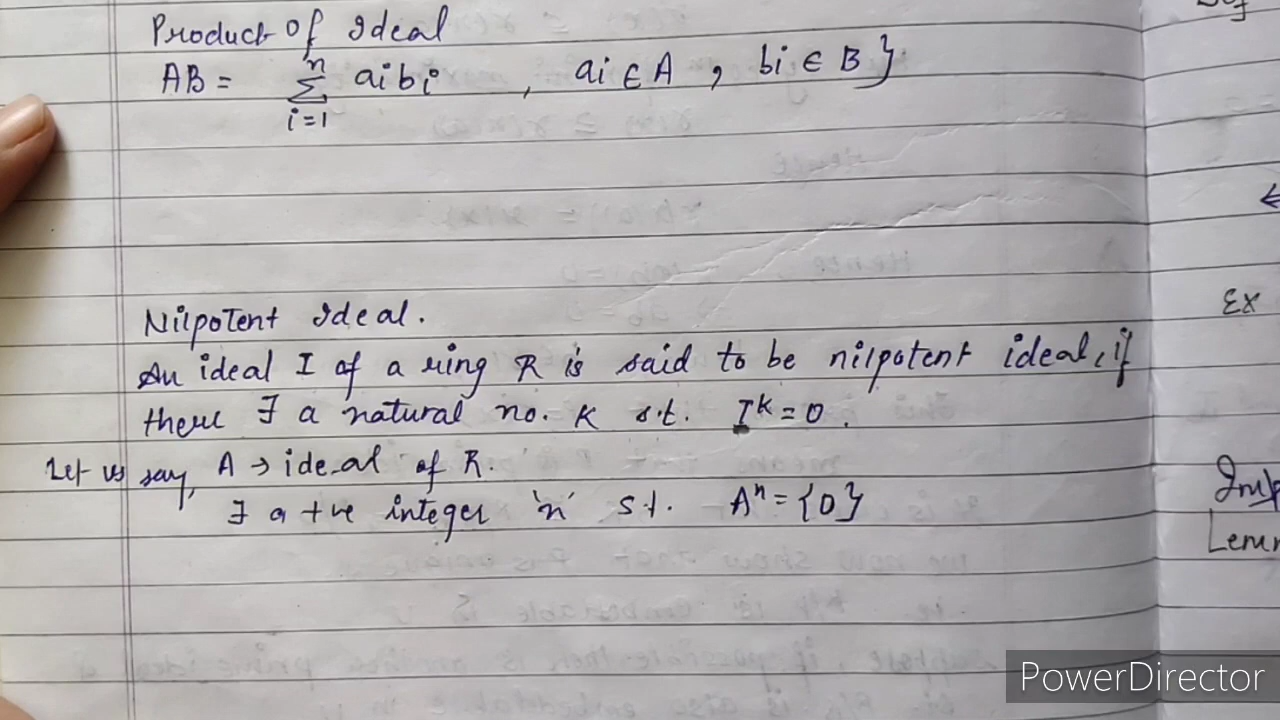 Product Of Ideal
AB = n∑i=1 aibi , ai ∈ A , bi ∈ B }
Nilpotent Ideal.
An ideal I of a ring R is said to be nilpotent ideal, if
there ∃ a natural no. K s.t. I^K = 0.
Let us say, A → ideal of R.
∃ a +ve integer 'n' s.t. A^n = {0}
Ex
PowerDirector